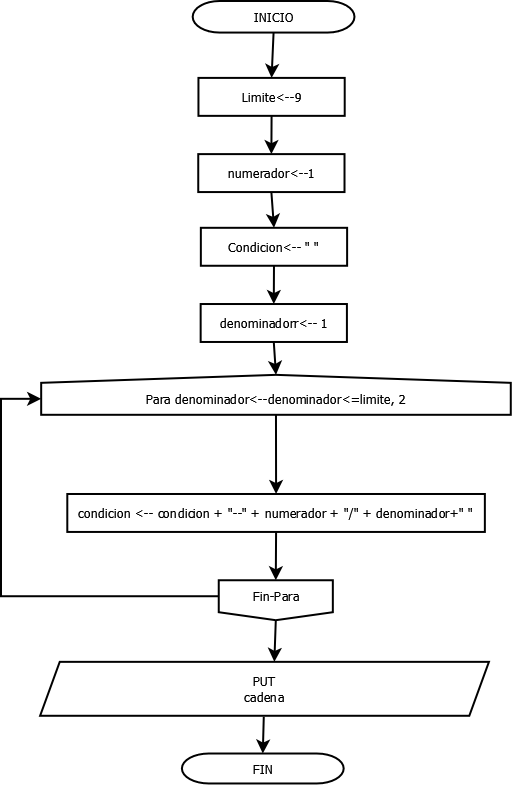 INICIO
Limite<--9
numerador<--1
Condicion<-- " "
denominadorr<-- 1
Para denominador<--denominador<=limite, 2
condicion <-- condicion + "--" + numerador + "/" + denominador+" "
Fin-Para
PUT
cadena
FIN